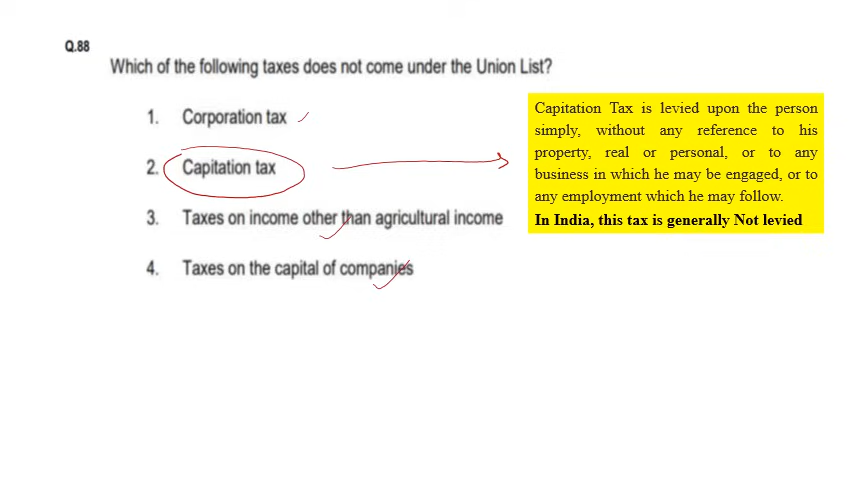 Q.88
Which of the following taxes does not come under the Union List?
1. Corporation tax
2. Capitation tax
3. Taxes on income other than agricultural income
4. Taxes on the capital of companies
Capitation Tax is levied upon the person
simply, without any reference to his
property, real or personal, or to any
business in which he may be engaged, or to
any employment which he may follow.
In India, this tax is generally Not levied